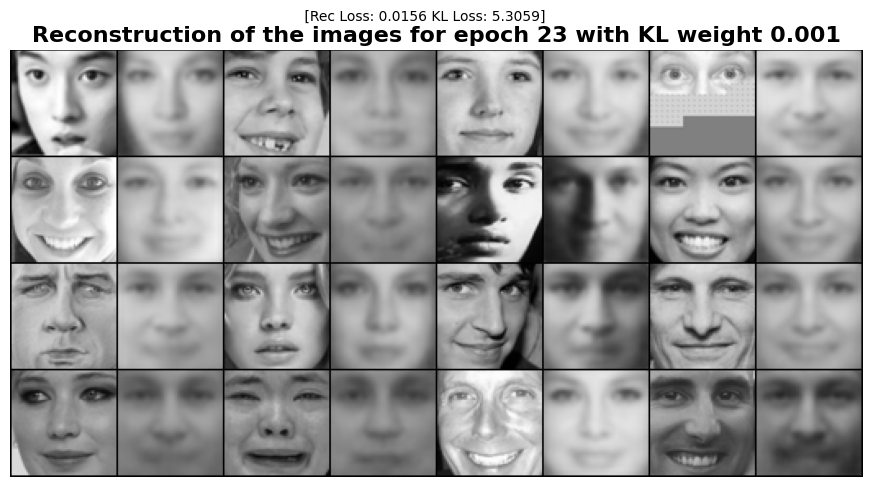 [Rec Loss: 0.0156 KL Loss: 5.3059]
Reconstruction of the images for epoch 23 with KL weight 0.001